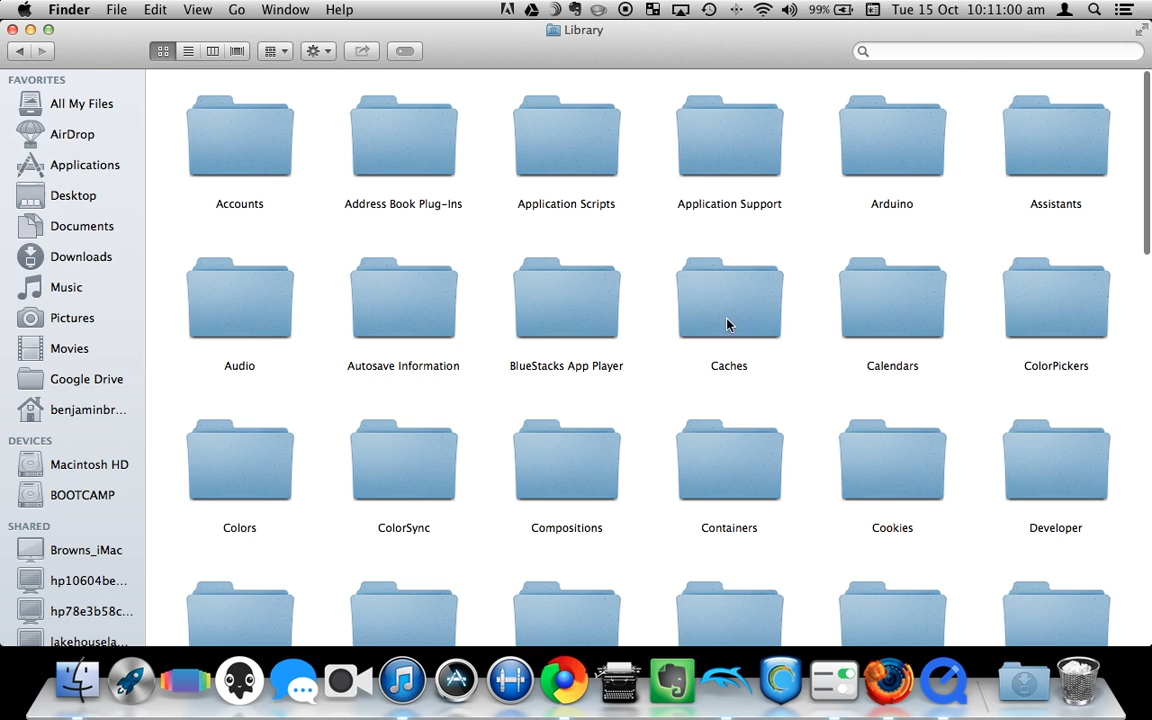 Finder File Edit View Go Window Help 99% Tue 15 Oct 10:11:00 am
Library
FAVORITES
All My Files
AirDrop
Applications
Desktop
Documents
Downloads
Music
Pictures
Movies
Google Drive
benjaminbr...
DEVICES
Macintosh HD
BOOTCAMP
SHARED
Browns_iMac
hp10604be...
hp78e3b58c...
lakehousela...
Accounts Address Book Plug-Ins Application Scripts Application Support Arduino Assistants
Audio Autosave Information BlueStacks App Player Caches Calendars ColorPickers
Colors ColorSync Compositions Containers Cookies Developer